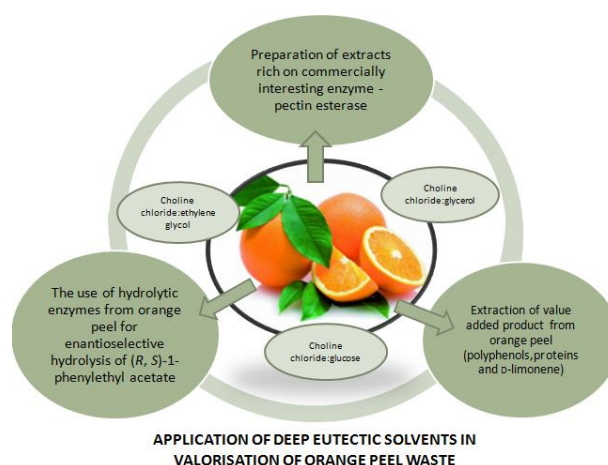 Preparation of extracts
rich on commercially
interesting enzyme -
pectin esterase
Choline
chloride:ethylene
glycol
Choline
chloride:glycerol
The use of hydrolytic
enzymes from orange
peel for
enantioselective
hydrolysis of (R, S)-1-
phenylethyl acetate
Choline
chloride:glucose
Extraction of value
added product from
orange peel
(polyphenols,proteins
and D-limonene)
APPLICATION OF DEEP EUTECTIC SOLVENTS IN
VALORISATION OF ORANGE PEEL WASTE